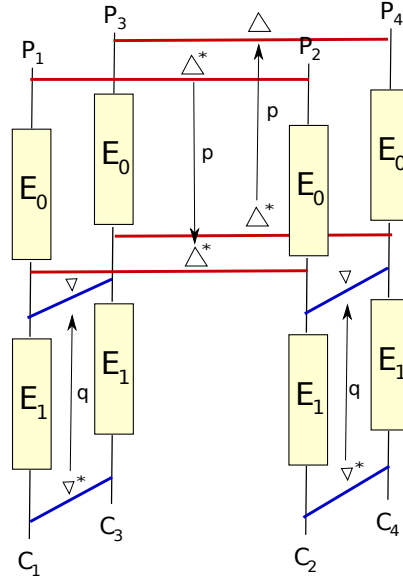 P3 △ P4
P1 △* P2
p p
E0 E0 E0 E0
△* △*
▽ ▽
E1 E1 E1 E1
q q
▽* ▽*
C3 C4
C1 C2